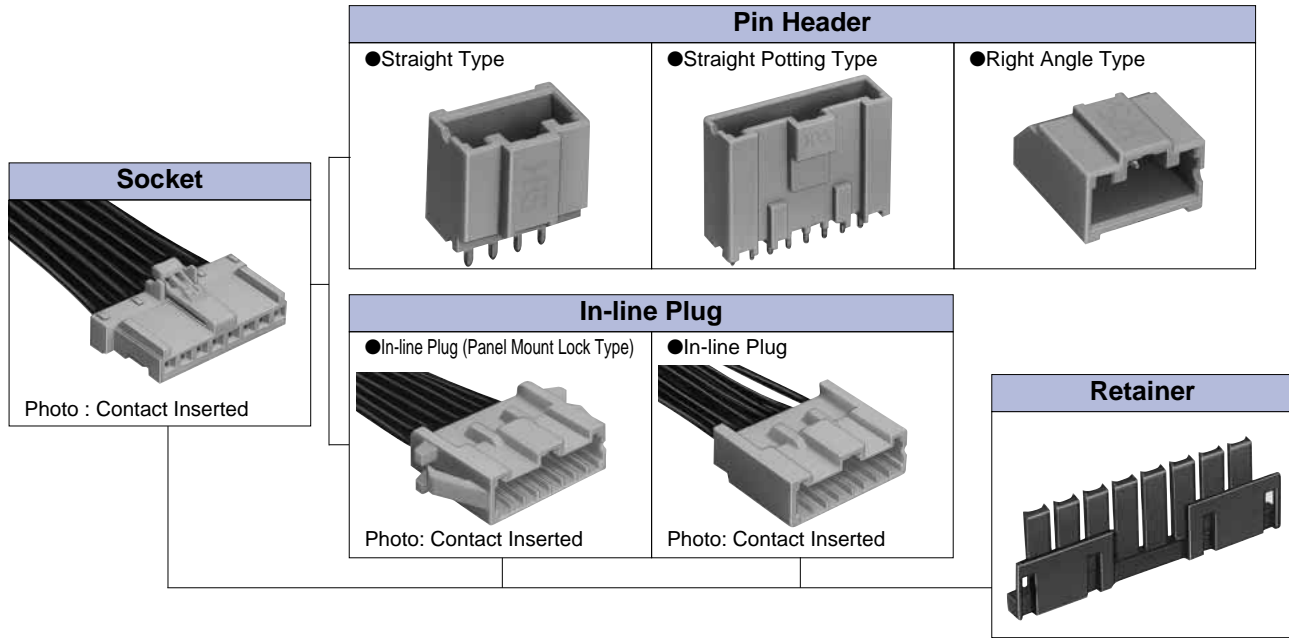 Pin Header
●Straight Type
●Straight Potting Type
●Right Angle Type
Socket
Photo : Contact Inserted
In-line Plug
●In-line Plug (Panel Mount Lock Type)
●In-line Plug
Photo: Contact Inserted
Photo: Contact Inserted
Retainer